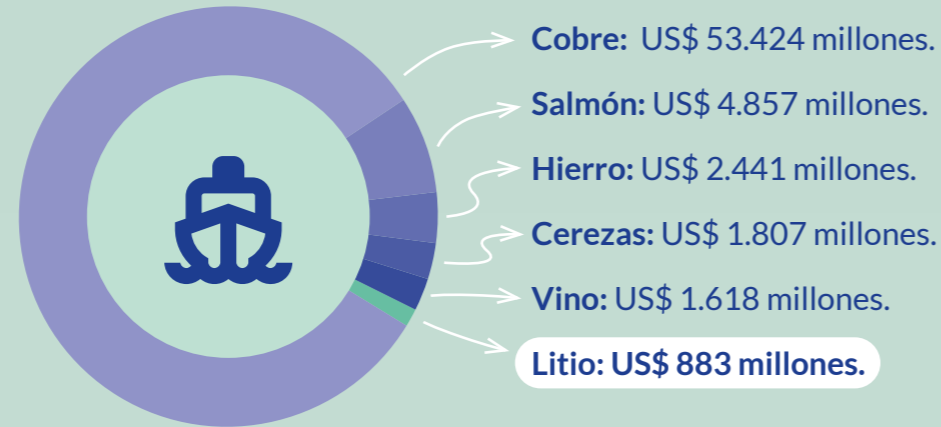 Cobre: US$ 53.424 millones.
Salmón: US$ 4.857 millones.
Hierro: US$ 2.441 millones.
Cerezas: US$ 1.807 millones.
Vino: US$ 1.618 millones.
Litio: US$ 883 millones.